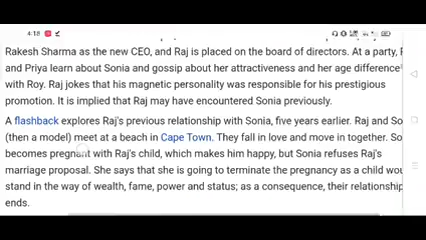 4:18
Rakesh Sharma as the new CEO, and Raj is placed on the board of directors. At a party,
and Priya learn about Sonia and gossip about her attractiveness and her age difference
with Roy. Raj jokes that his magnetic personality was responsible for his prestigious
promotion. It is implied that Raj may have encountered Sonia previously.
A flashback explores Raj's previous relationship with Sonia, five years earlier. Raj and So
(then a model) meet at a beach in Cape Town. They fall in love and move in together. So
becomes pregnant with Raj's child, which makes him happy, but Sonia refuses Raj's
marriage proposal. She says that she is going to terminate the pregnancy as a child wou
stand in the way of wealth, fame, power and status; as a consequence, their relationship
ends.